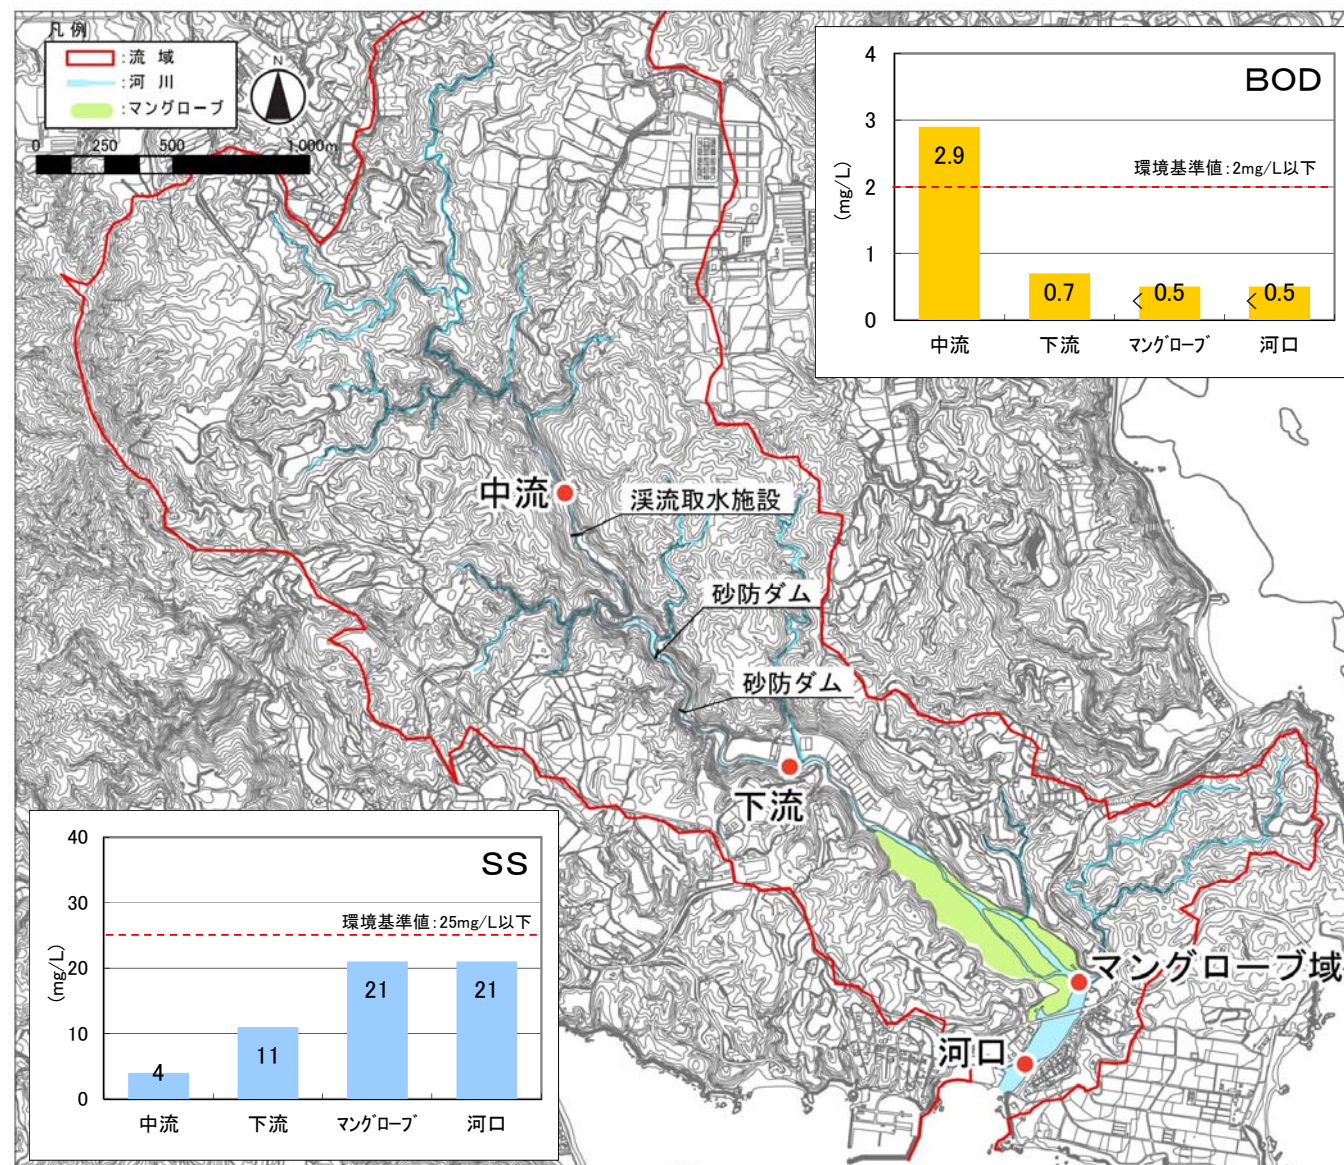 凡例
:流 域
:河 川
:マングローブ
N
0 250 500 1,000m
BOD
(mg/L)
4
3
2
1
0
環境基準値:2mg/L以下
2.9
0.7
<0.5
<0.5
中流 下流 マングローブ 河口
中流
渓流取水施設
砂防ダム
砂防ダム
下流
マングローブ域
河口
SS
(mg/L)
40
30
20
10
0
環境基準値:25mg/L以下
4
11
21
21
中流 下流 マングローブ 河口